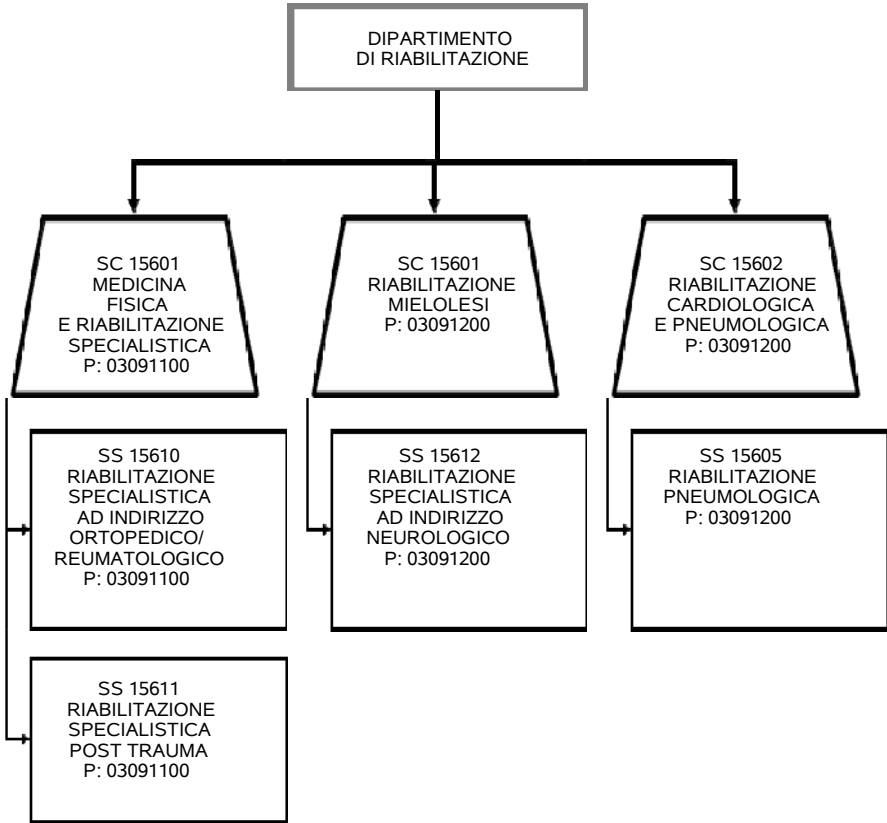 DIPARTIMENTO
DI RIABILITAZIONE
SC 15601
MEDICINA
FISICA
E RIABILITAZIONE
SPECIALISTICA
P: 03091100
SC 15601
RIABILITAZIONE
MIELOLESI
P: 03091200
SC 15602
RIABILITAZIONE
CARDIOLOGICA
E PNEUMOLOGICA
P: 03091200
SS 15610
RIABILITAZIONE
SPECIALISTICA
AD INDIRIZZO
ORTOPEDICO/
REUMATOLOGICO
P: 03091100
SS 15612
RIABILITAZIONE
SPECIALISTICA
AD INDIRIZZO
NEUROLOGICO
P: 03091200
SS 15605
RIABILITAZIONE
PNEUMOLOGICA
P: 03091200
SS 15611
RIABILITAZIONE
SPECIALISTICA
POST TRAUMA
P: 03091100